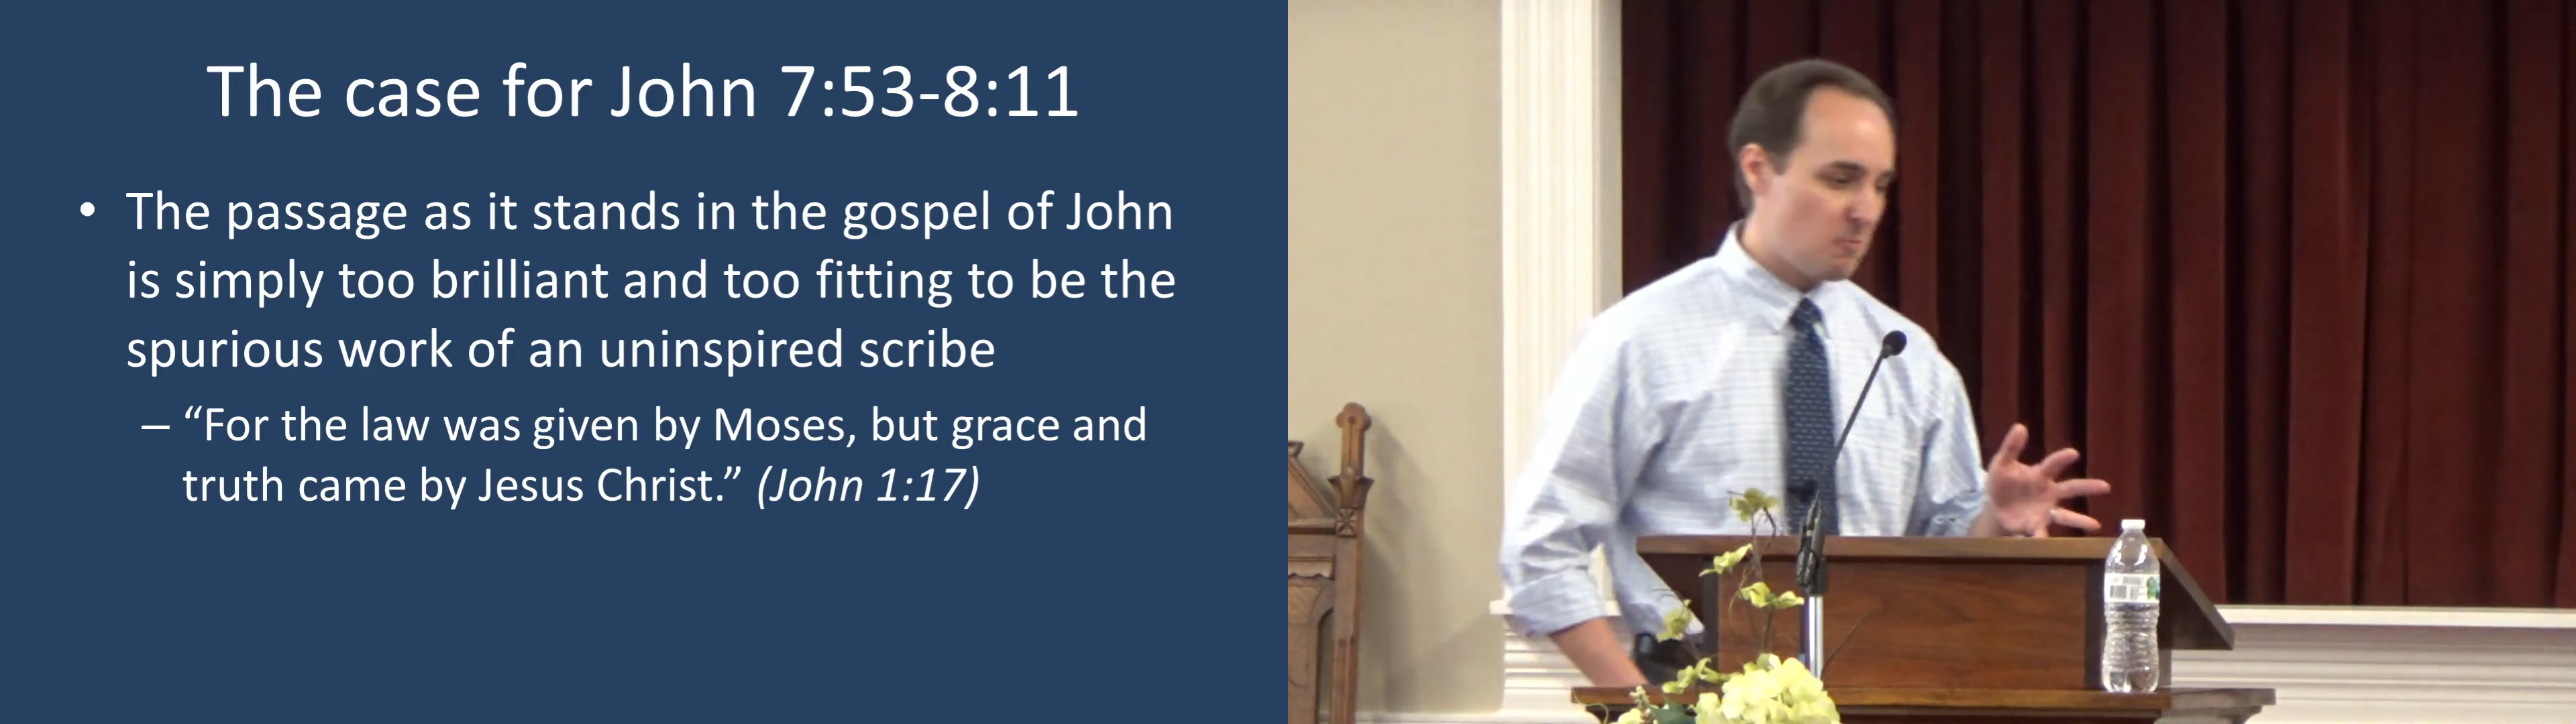 The case for John 7:53-8:11
• The passage as it stands in the gospel of John
is simply too brilliant and too fitting to be the
spurious work of an uninspired scribe
– “For the law was given by Moses, but grace and
truth came by Jesus Christ.” (John 1:17)